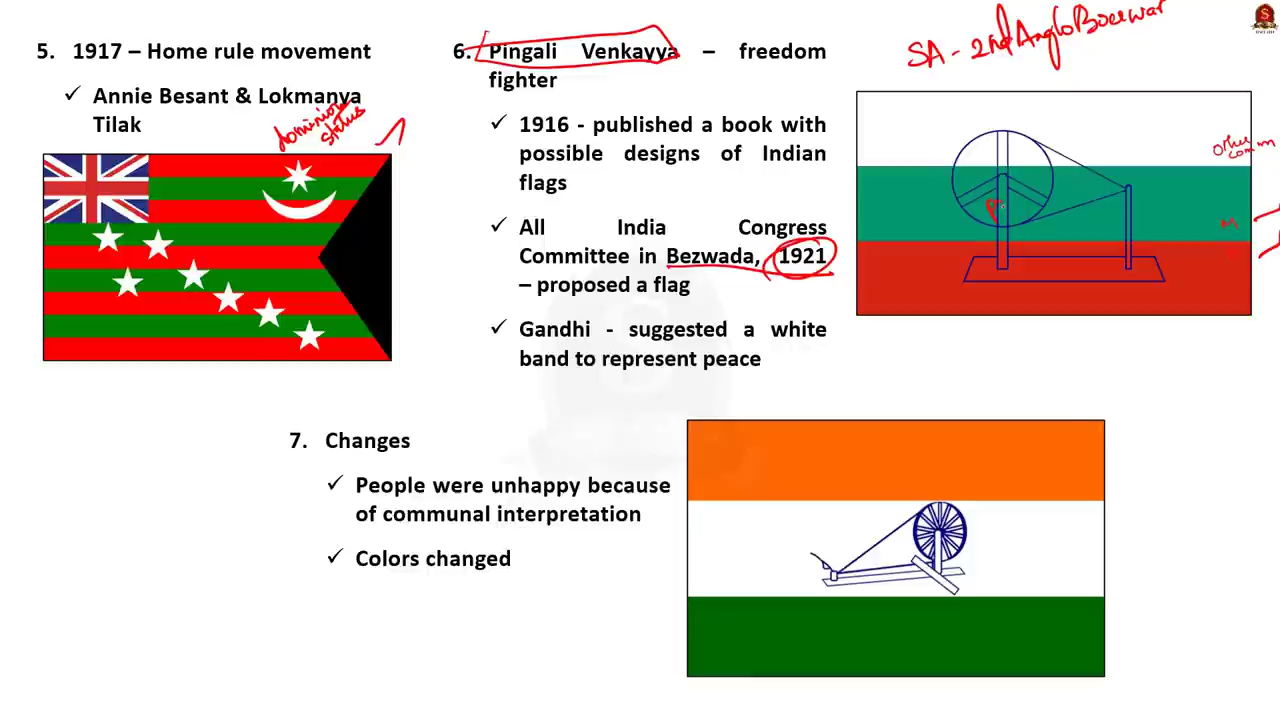 5. 1917 – Home rule movement
✓ Annie Besant & Lokmanya
Tilak
dominion
status
6. Pingali Venkayya – freedom
fighter
✓ 1916 - published a book with
possible designs of Indian
flags
✓ All India Congress
Committee in Bezwada, 1921
– proposed a flag
✓ Gandhi - suggested a white
band to represent peace
SA - 2nd Anglo Boer war
Other
comm
7. Changes
✓ People were unhappy because
of communal interpretation
✓ Colors changed